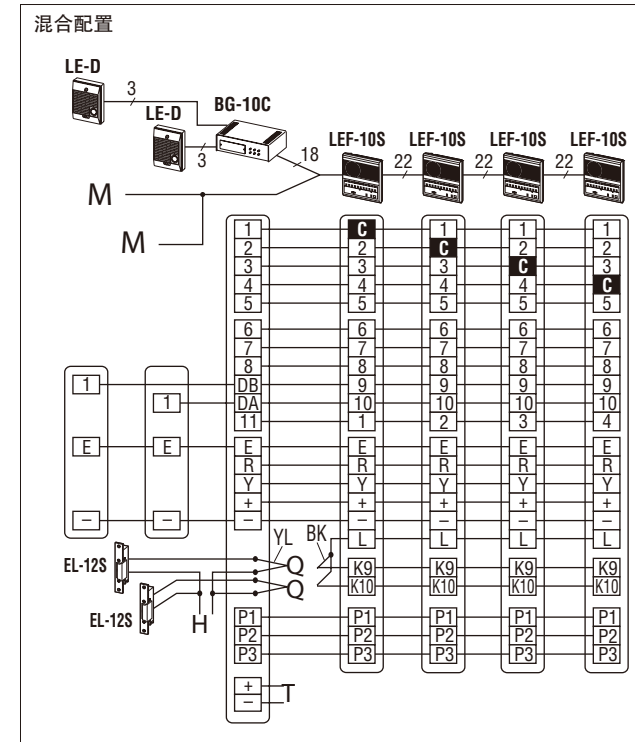 混合配置
LE-D
3
LE-D
3
BG-10C
18
LEF-10S 22 LEF-10S 22 LEF-10S 22 LEF-10S
M
M
1 C 1 1 1
2 2 C 2 2
3 3 3 C 3
4 4 4 4 C
5 5 5 5 5
6 6 6 6 6
7 7 7 7 7
8 8 8 8 8
1 DB 9 9 9 9
1 DA 10 10 10 10
11 1 2 3 4
E E E E E E E
R R R R R
Y Y Y Y Y
+ + + + +
− − − − − − −
L L L L
YL BK
EL-12S Q K9 K9 K9 K9
Q K10 K10 K10 K10
EL-12S H
P1 P1 P1 P1 P1
P2 P2 P2 P2 P2
P3 P3 P3 P3 P3
+
− T